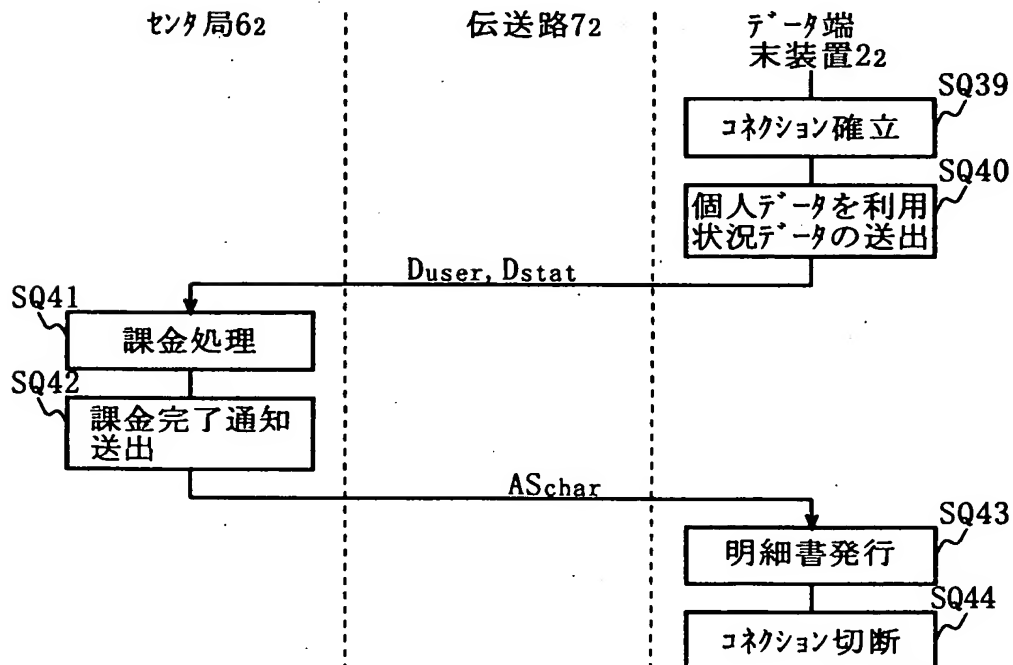 ｾﾝﾀ局6₂
伝送路7₂
ﾃﾞｰﾀ端
末装置2₂
SQ39
ｺﾈｸｼｮﾝ確立
SQ40
個人ﾃﾞｰﾀを利用
状況ﾃﾞｰﾀの送出
Duser, Dstat
SQ41
課金処理
SQ42
課金完了通知
送出
ASchar
SQ43
明細書発行
SQ44
ｺﾈｸｼｮﾝ切断